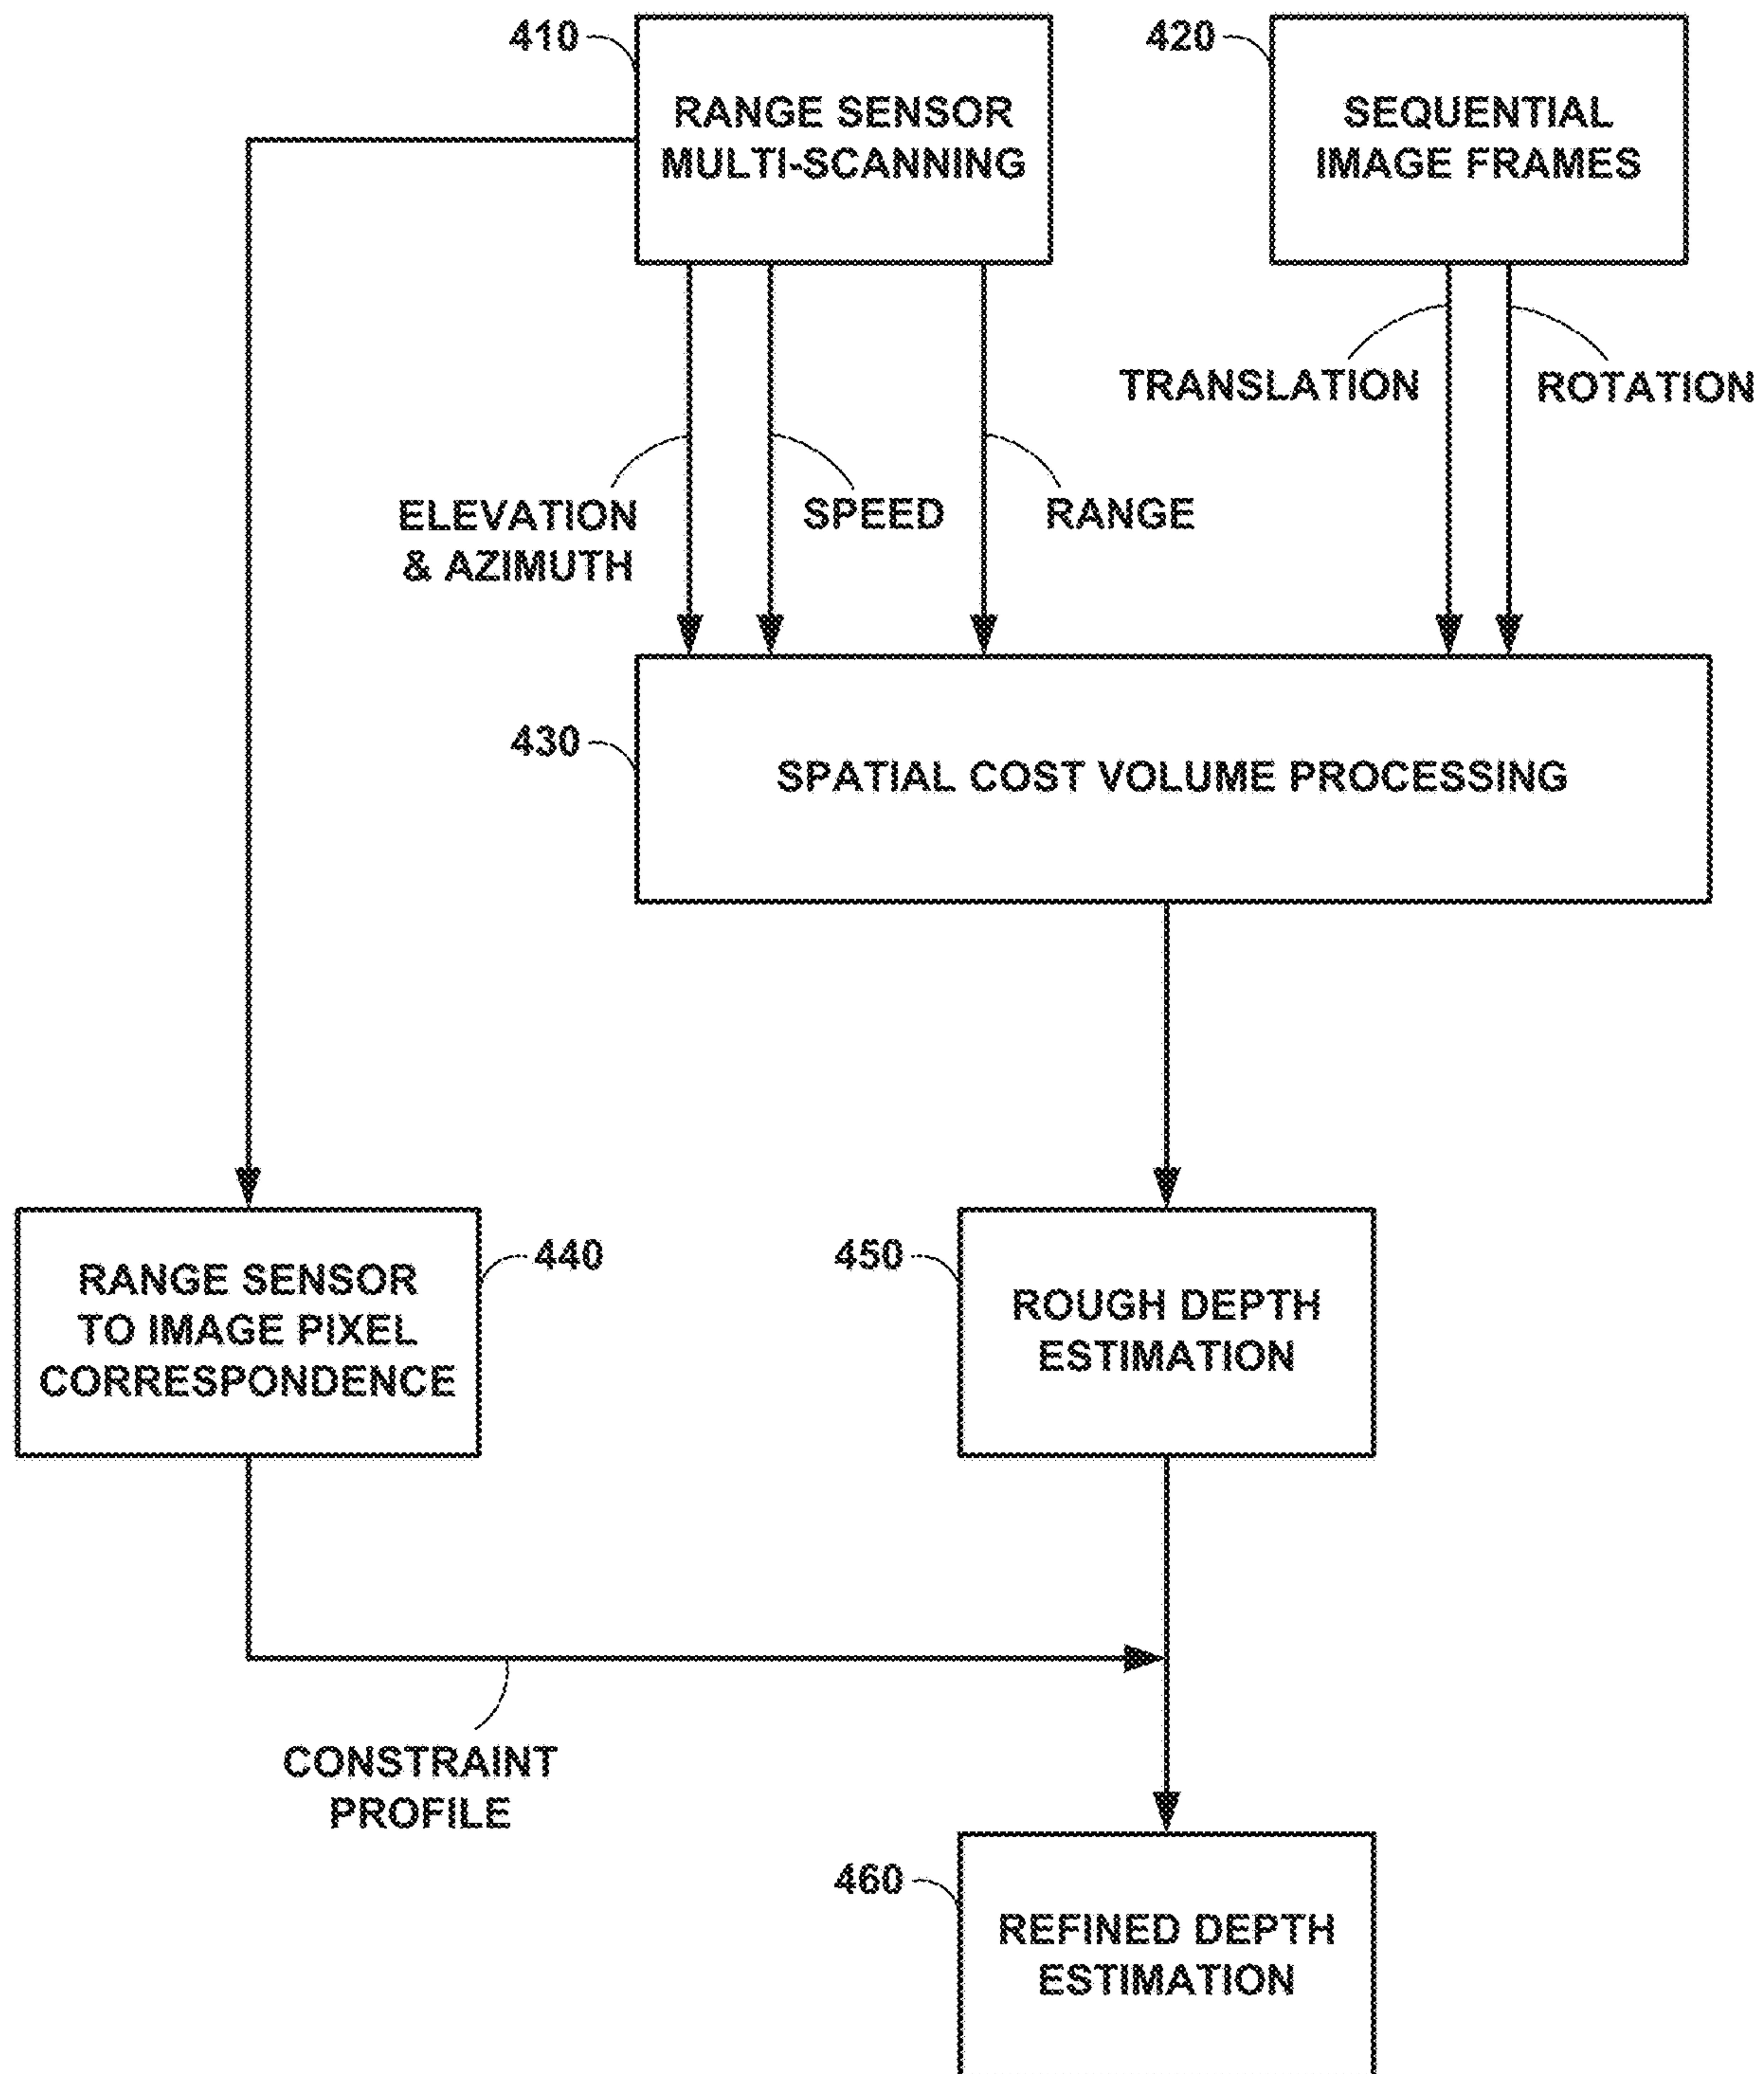 410
RANGE SENSOR
MULTI-SCANNING
420
SEQUENTIAL
IMAGE FRAMES
TRANSLATION
ROTATION
ELEVATION
& AZIMUTH
SPEED
RANGE
430
SPATIAL COST VOLUME PROCESSING
RANGE SENSOR
TO IMAGE PIXEL
CORRESPONDENCE
440
450
ROUGH DEPTH
ESTIMATION
CONSTRAINT
PROFILE
460
REFINED DEPTH
ESTIMATION